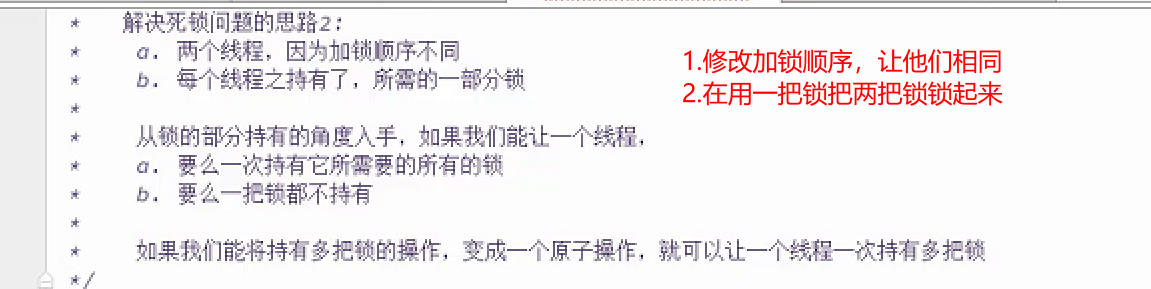 * 解决死锁问题的思路2：
* a. 两个线程，因为加锁顺序不同
* b. 每个线程之持有了，所需的一部分锁
*
* 从锁的部分持有的角度入手，如果我们能让一个线程，
* a. 要么一次持有它所需要的所有的锁
* b. 要么一把锁都不持有
*
* 如果我们能将持有多把锁的操作，变成一个原子操作，就可以让一个线程一次持有多把锁
*/
1.修改加锁顺序，让他们相同
2.在用一把锁把两把锁锁起来